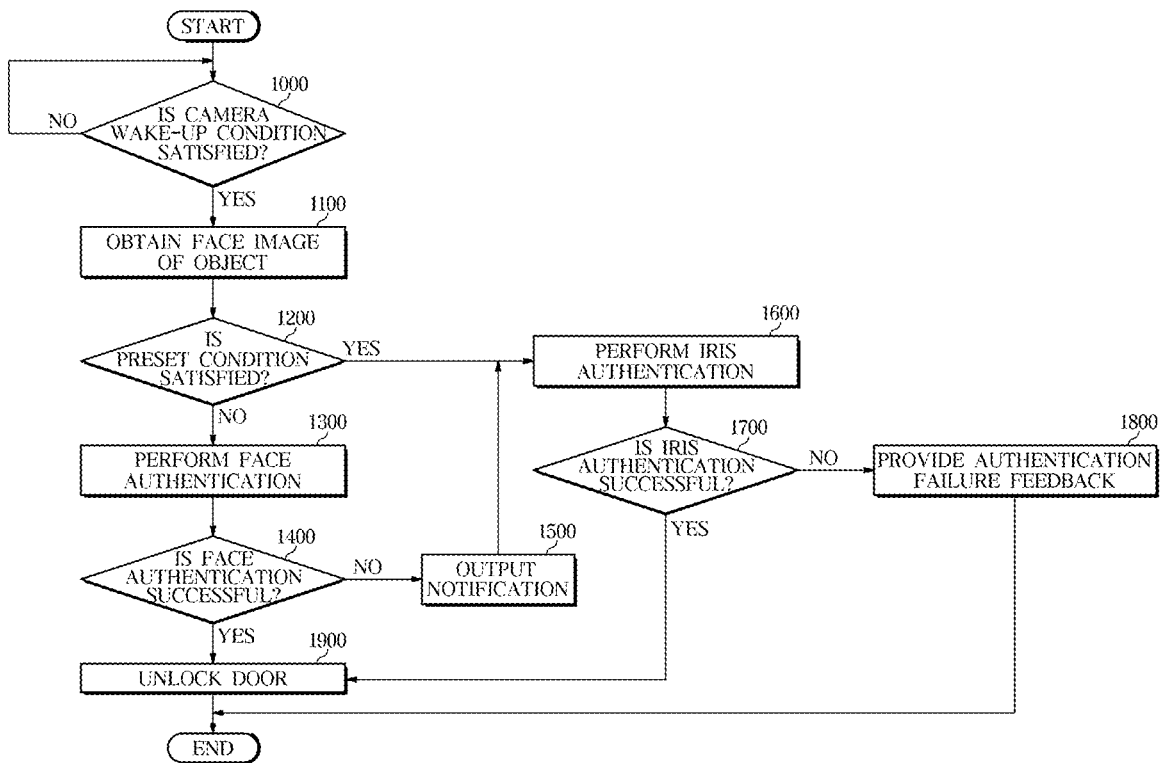 START
1000
IS CAMERA
WAKE-UP CONDITION
SATISFIED?
NO
YES
1100
OBTAIN FACE IMAGE
OF OBJECT
1200
IS
PRESET CONDITION
SATISFIED?
YES
NO
1600
PERFORM IRIS
AUTHENTICATION
1300
PERFORM FACE
AUTHENTICATION
1700
IS IRIS
AUTHENTICATION
SUCCESSFUL?
NO
YES
1800
PROVIDE AUTHENTICATION
FAILURE FEEDBACK
1400
IS FACE
AUTHENTICATION
SUCCESSFUL?
NO
YES
1500
OUTPUT
NOTIFICATION
1900
UNLOCK DOOR
END